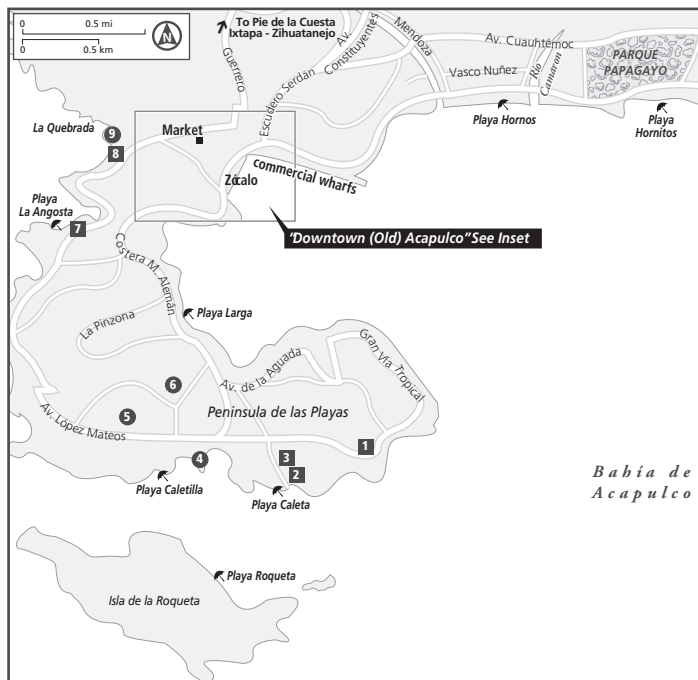 0 0.5 mi
0 0.5 km
N
To Pie de la Cuesta
Ixtapa - Zihuatanejo
Guerrero
Escudero Serdán
Av.
Constituyentes
Mendoza
Av. Cuauhtémoc
Vasco Nuñez
Río
Camaron
PARQUE
PAPAGAYO
Playa Hornos
Playa
Hornitos
La Quebrada
9
8
Market
Zócalo
commercial wharfs
Playa
La Angosta
7
"Downtown (Old) Acapulco" See Inset
Costera M. Alemán
La Pinzona
Playa Larga
Av. de la Aguada
Gran Vía Tropical
6
5
Península de las Playas
Av. López Mateos
1
4
3
2
Playa Caletilla
Playa Caleta
Bahía de
Acapulco
Playa Roqueta
Isla de la Roqueta